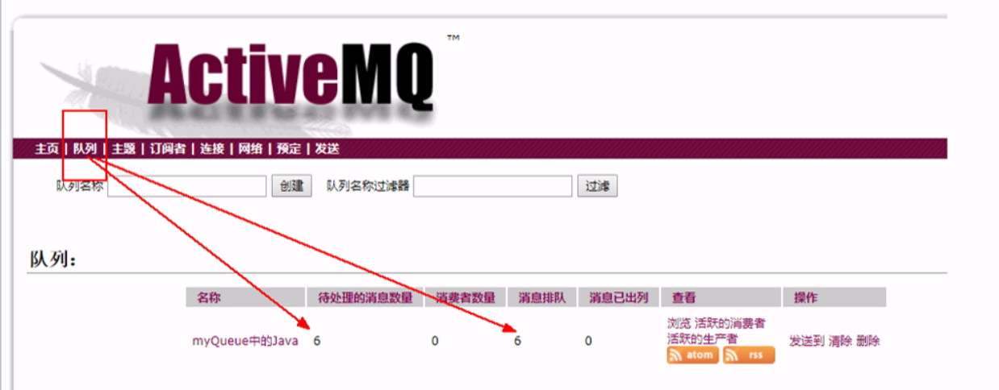 ActiveMQ ™
主页 | 队列 | 主题 | 订阅者 | 连接 | 网络 | 预定 | 发送
队列名称 创建 队列名称过滤器 过滤
队列：
名称 待处理的消息数量 消费者数量 消息排队 消息已出列 查看 操作
myQueue中的Java 6 0 6 0 浏览 活跃的消费者
活跃的生产者
atom rss
发送到 清除 删除